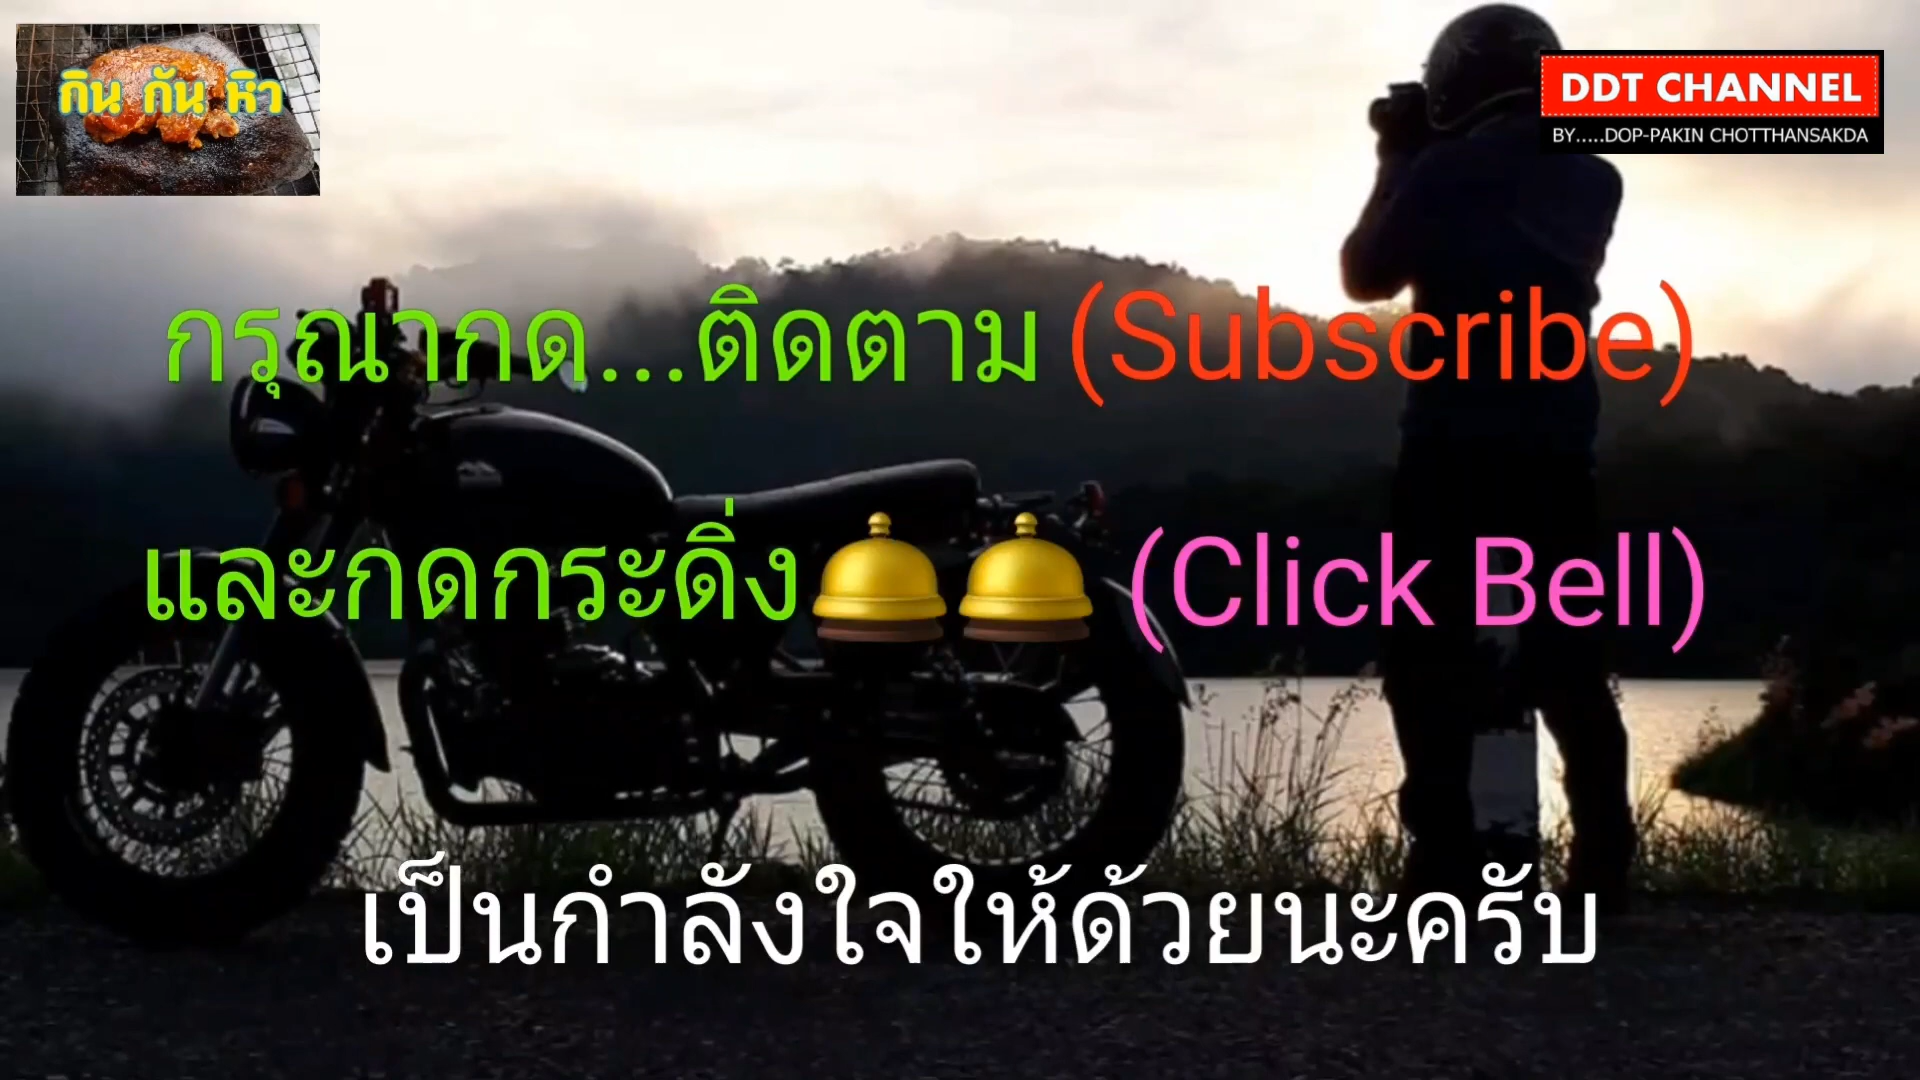 กิน กัน หิว
DDT CHANNEL
BY.....DOP-PAKIN CHOTTHANSAKDA
กรุณากด...ติดตาม (Subscribe)
และกดกระดิ่ง (Click Bell)
เป็นกำลังใจให้ด้วยนะครับ